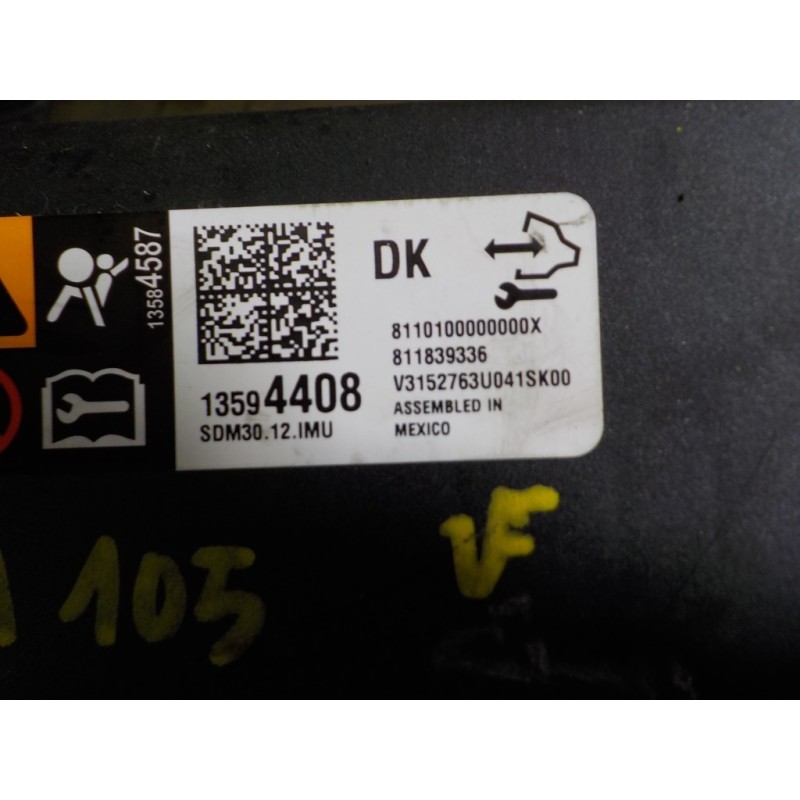 13584587
DK
8110100000000X
811839336
V3152763U041SK00
13594408
ASSEMBLED IN
SDM30.12.IMU
MEXICO
105
VF